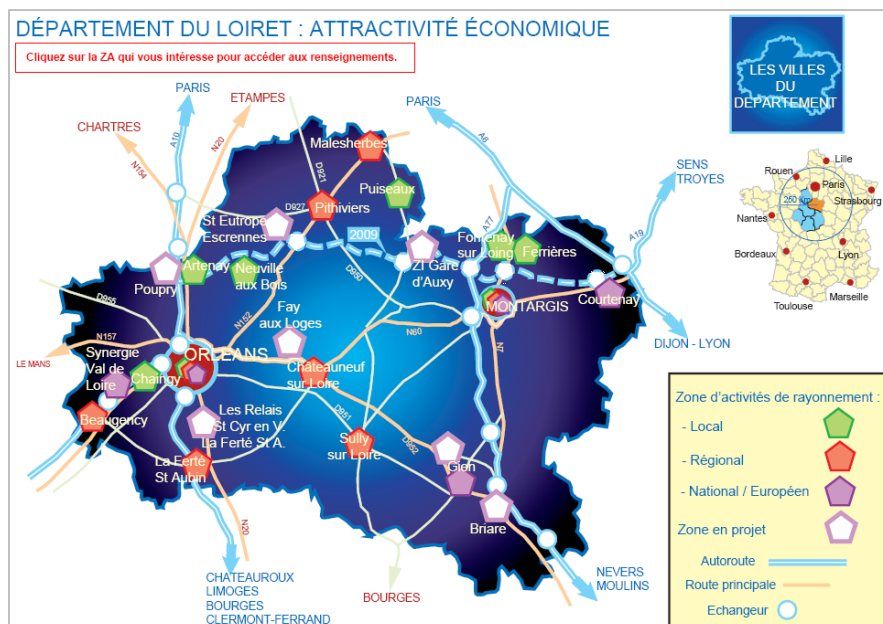 DÉPARTEMENT DU LOIRET : ATTRACTIVITÉ ÉCONOMIQUE
Cliquez sur la ZA qui vous intéresse pour accéder aux renseignements.
LES VILLES
DU
DÉPARTEMENT
PARIS
ETAMPES
PARIS
CHARTRES
A10
N20
N154
A6
D921
Malesherbes
Puiseaux
D927
Pithiviers
St Eutrope
Escrennes
2009
A77
SENS
TROYES
A19
Fontenay
sur Loing
Ferrières
ZI Gare
d'Auxy
Artenay
Neuville
aux Bois
Poupry
D950
Courtenay
MONTARGIS
D955
N152
Fay
aux Loges
N60
N7
DIJON - LYON
N157
LE MANS
Synergie
Val de
Loire
Chaingy
ORLEANS
Châteauneuf
sur Loire
Beaugency
Les Relais
St Cyr en V.
La Ferté St A.
D951
D952
Sully
sur Loire
La Ferté
St Aubin
Gien
Briare
N20
CHATEAUROUX
LIMOGES
BOURGES
CLERMONT-FERRAND
BOURGES
NEVERS
MOULINS
Lille
Rouen
Paris
Strasbourg
250 Km
Nantes
Lyon
Bordeaux
Marseille
Toulouse
Zone d'activités de rayonnement :
- Local
- Régional
- National / Européen
Zone en projet
Autoroute
Route principale
Echangeur